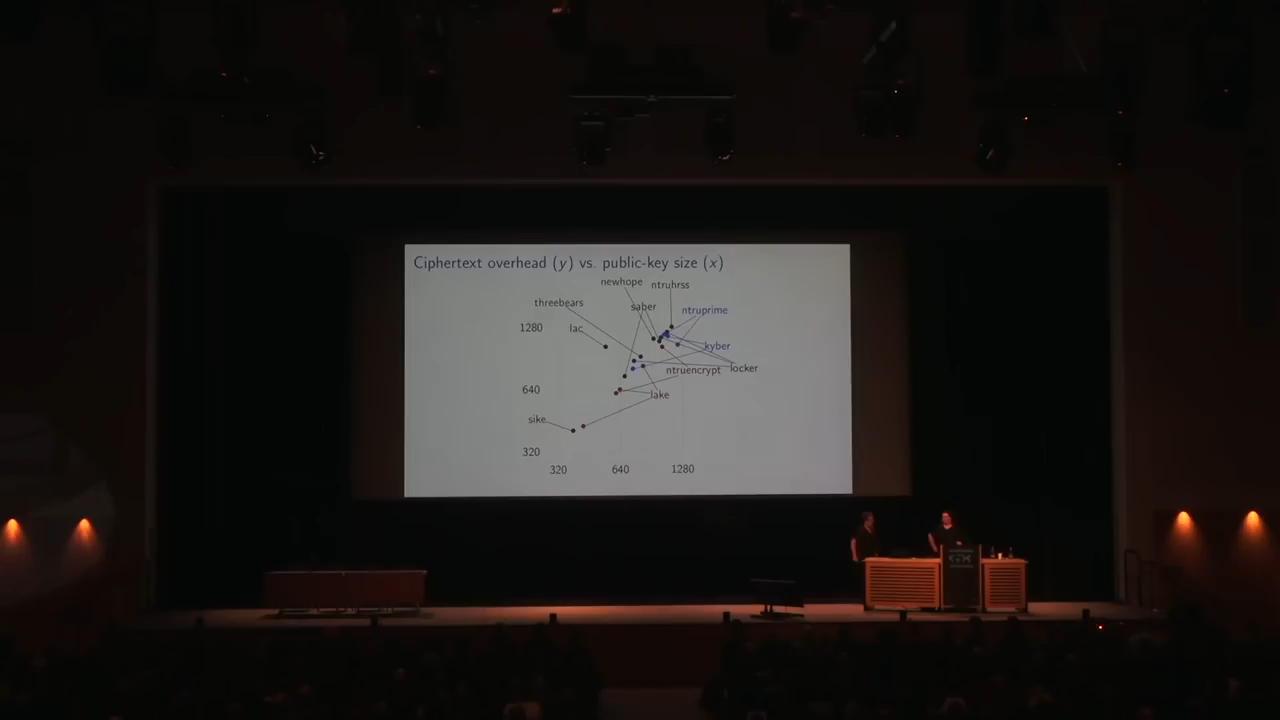 Ciphertext overhead (y) vs. public-key size (x)
newhope
ntruhrss
threebears
saber
ntruprime
1280
lac
kyber
locker
ntruencrypt
640
lake
sike
320
320
640
1280